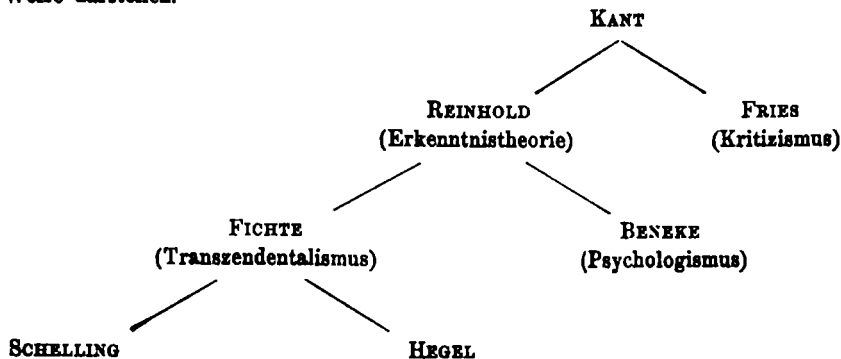 Weise darstellen:
KANT
REINHOLD FRIES
(Erkenntnistheorie) (Kritizismus)
FICHTE BENEKE
(Transzendentalismus) (Psychologismus)
SCHELLING HEGEL